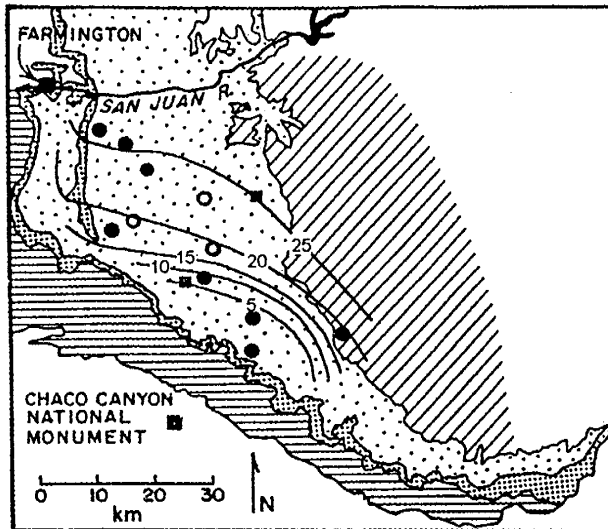 FARMINGTON
SAN JUAN R.
25
20
15
10
5
CHACO CANYON
NATIONAL
MONUMENT
0 10 20 30
km
N